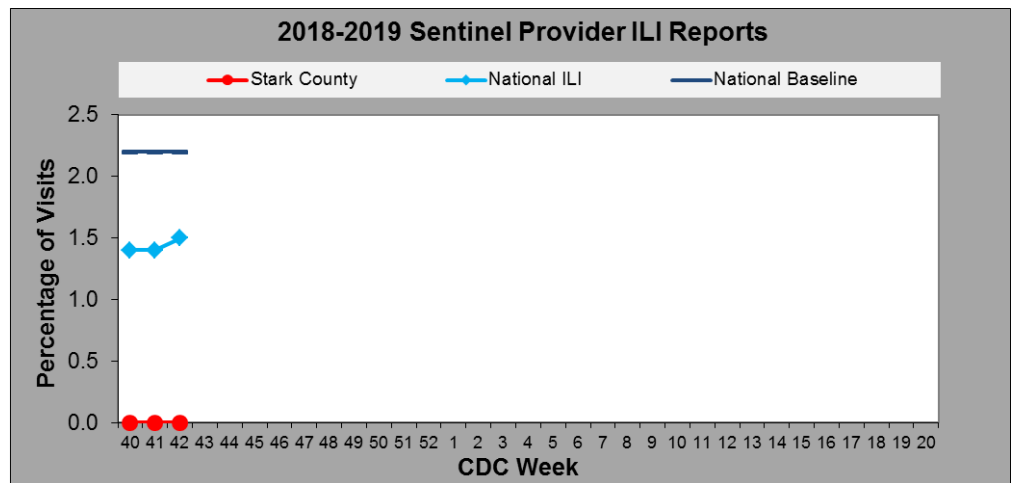 2018-2019 Sentinel Provider ILI Reports
Stark County National ILI National Baseline
Percentage of Visits
2.5
2.0
1.5
1.0
0.5
0.0
40 41 42 43 44 45 46 47 48 49 50 51 52 1 2 3 4 5 6 7 8 9 10 11 12 13 14 15 16 17 18 19 20
CDC Week